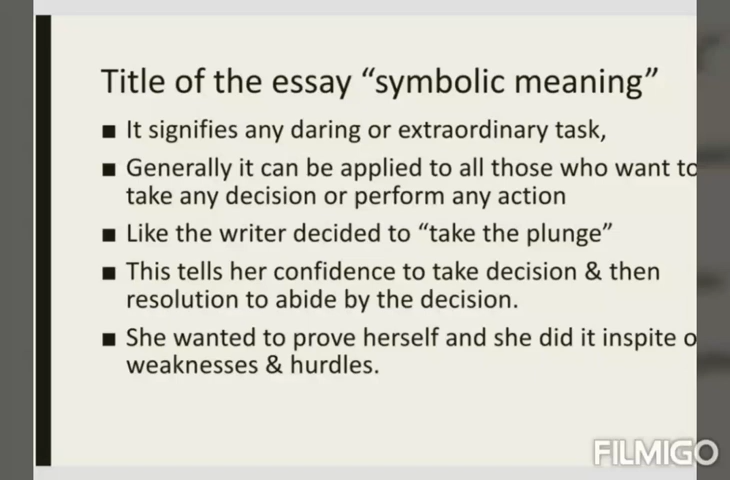 Title of the essay “symbolic meaning”
■ It signifies any daring or extraordinary task,
■ Generally it can be applied to all those who want to
take any decision or perform any action
■ Like the writer decided to “take the plunge”
■ This tells her confidence to take decision & then
resolution to abide by the decision.
■ She wanted to prove herself and she did it inspite o
weaknesses & hurdles.
FILMIGO